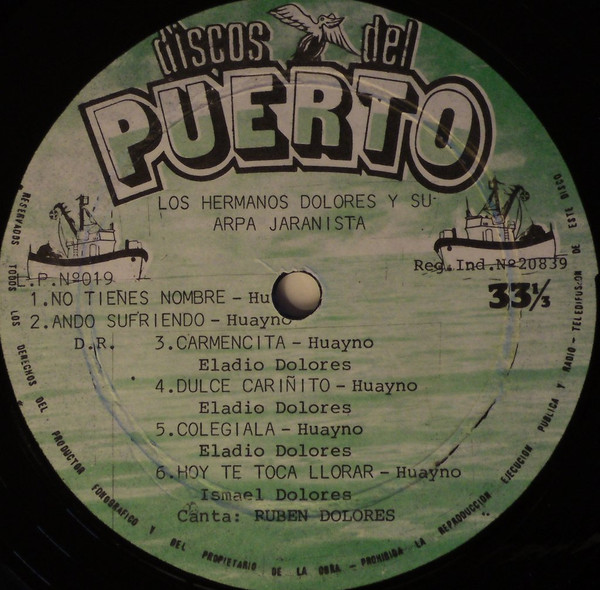 discos del
PUERTO
LOS HERMANOS DOLORES Y SU
ARPA JARANISTA
L.P.Nº019
Reg.Ind.Nº20839
33⅓
1.NO TIENES NOMBRE - Hu
2.ANDO SUFRIENDO - Huayno
D.R. 3.CARMENCITA - Huayno
Eladio Dolores
4.DULCE CARIÑITO - Huayno
Eladio Dolores
5.COLEGIALA - Huayno
Eladio Dolores
6.HOY TE TOCA LLORAR - Huayno
Ismael Dolores
Canta: RUBEN DOLORES
RESERVADOS TODOS LOS DERECHOS DEL PRODUCTOR FONOGRAFICO Y DEL PROPIETARIO DE LA OBRA - PROHIBIDA LA REPRODUCCION EJECUCION PUBLICA Y RADIO - TELEDIFUSION DE ESTE DISCO